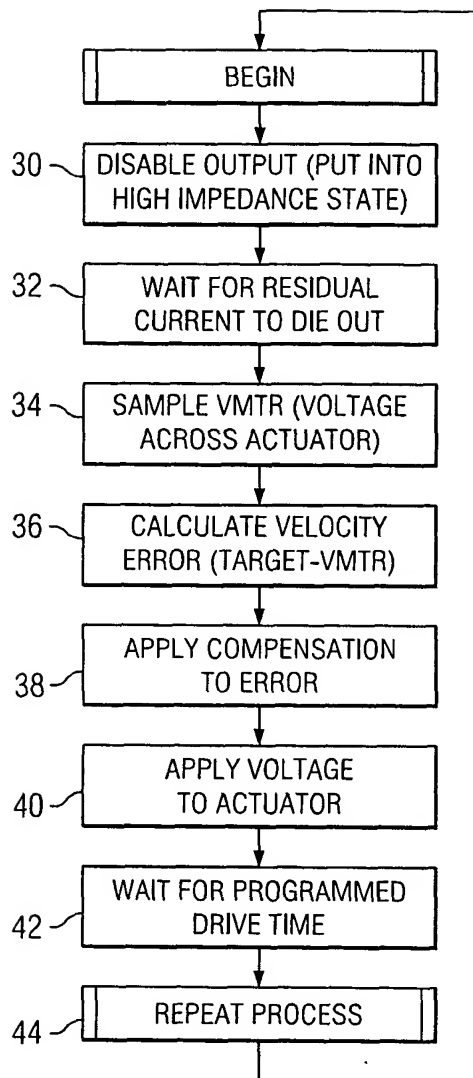 BEGIN
30
DISABLE OUTPUT (PUT INTO
HIGH IMPEDANCE STATE)
32
WAIT FOR RESIDUAL
CURRENT TO DIE OUT
34
SAMPLE VMTR (VOLTAGE
ACROSS ACTUATOR)
36
CALCULATE VELOCITY
ERROR (TARGET-VMTR)
38
APPLY COMPENSATION
TO ERROR
40
APPLY VOLTAGE
TO ACTUATOR
42
WAIT FOR PROGRAMMED
DRIVE TIME
44
REPEAT PROCESS